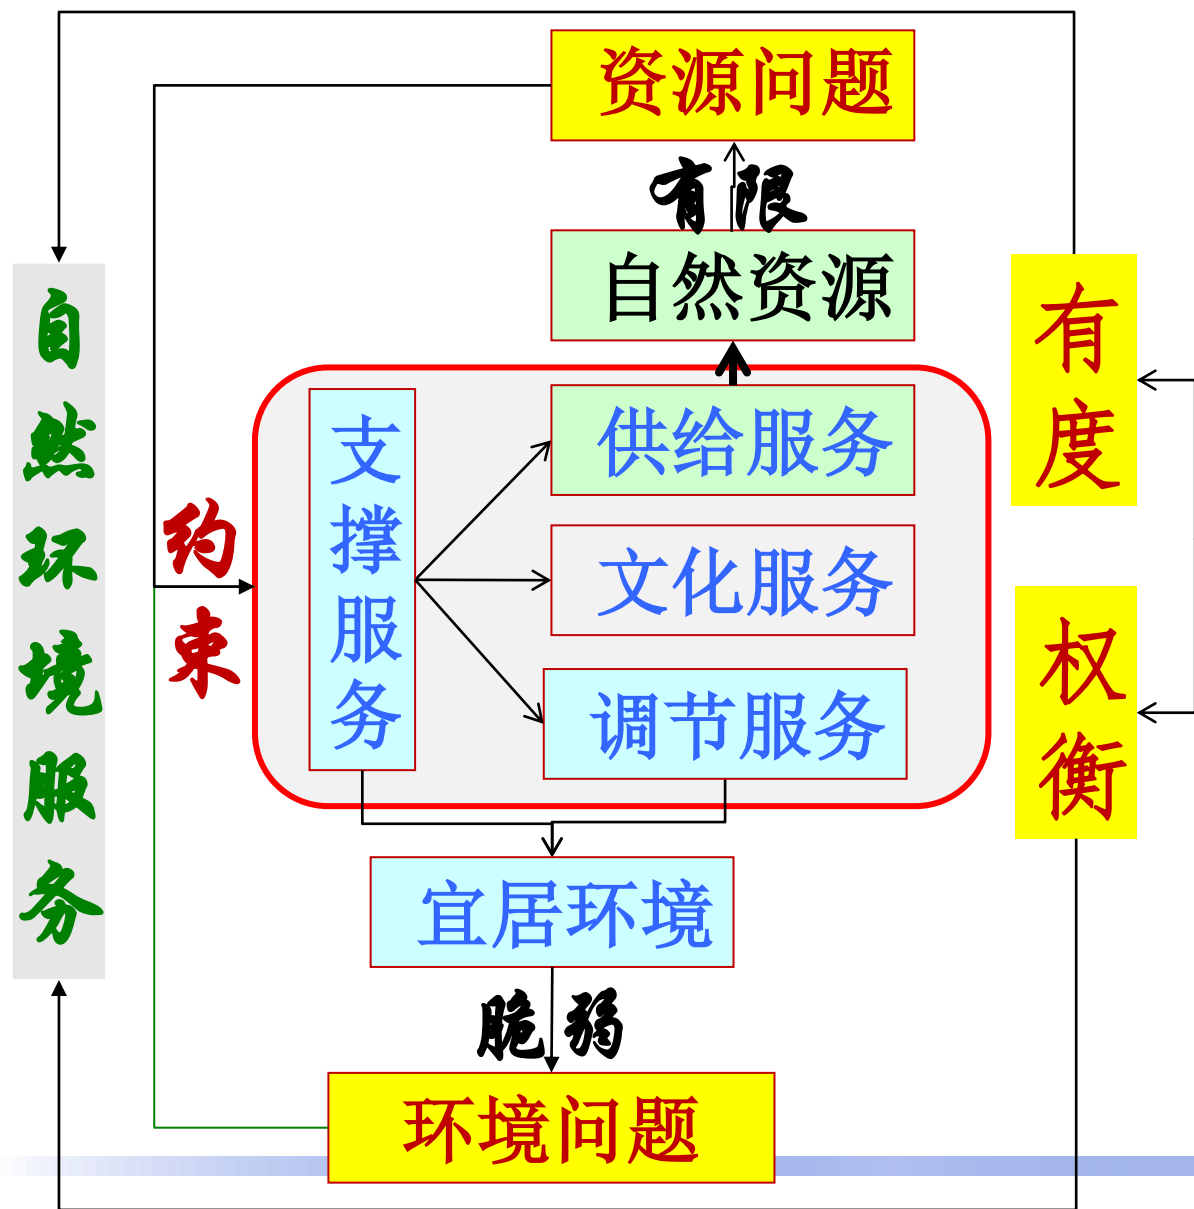 资源问题
有限
自然资源
自然环境服务
约束
支撑服务
供给服务
文化服务
调节服务
有度
权衡
宜居环境
脆弱
环境问题